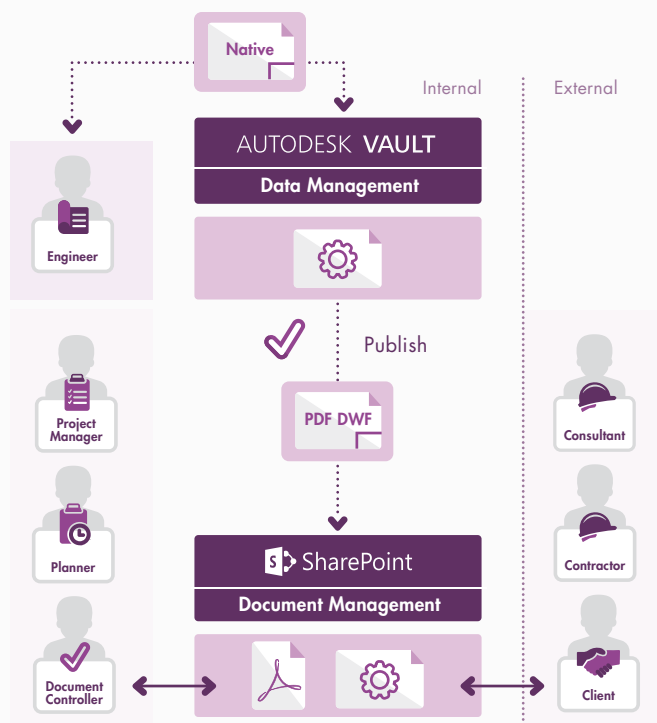 Native
Internal
External
AUTODESK VAULT
Data Management
Engineer
Publish
PDF DWF
Project
Manager
Consultant
Planner
Contractor
S SharePoint
Document Management
Document
Controller
Client